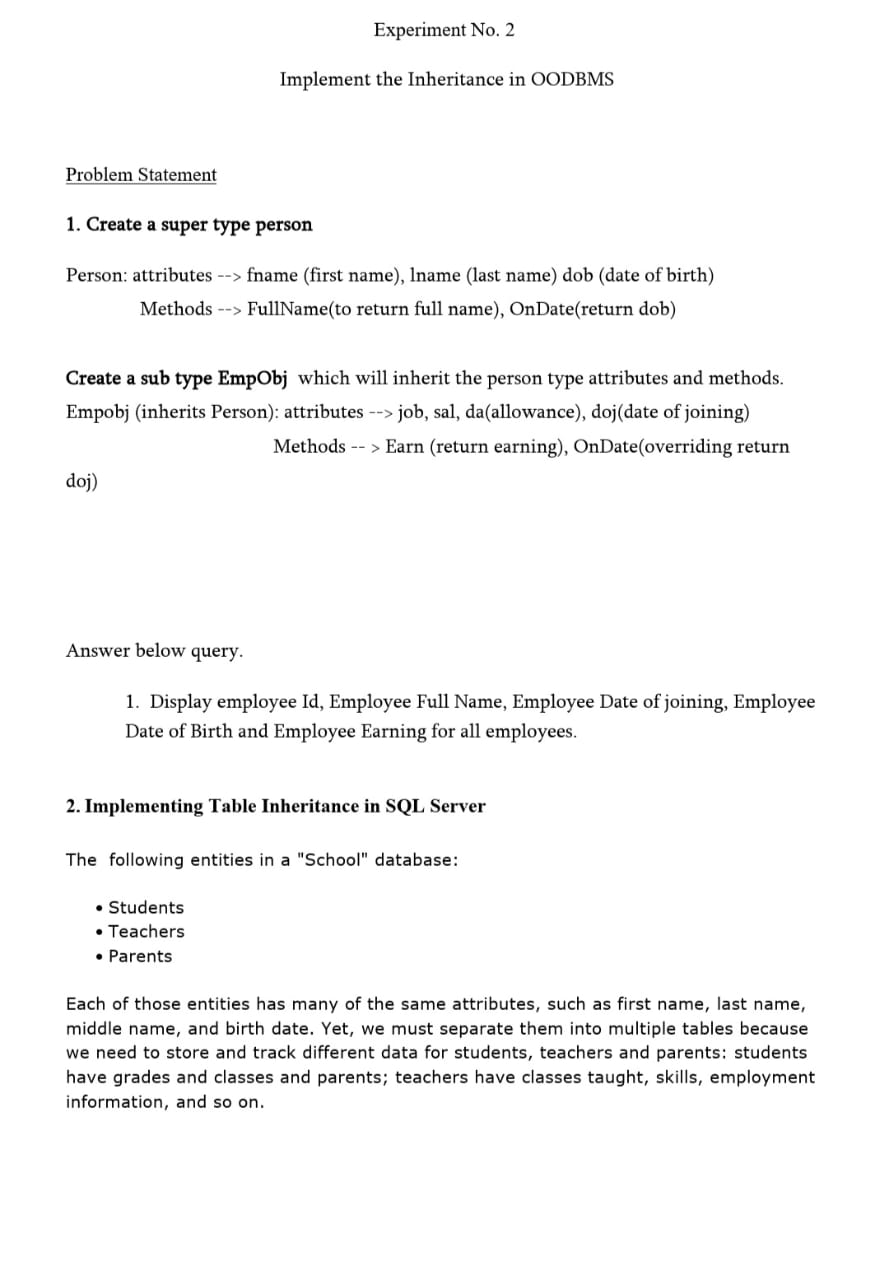 Experiment No. 2
Implement the Inheritance in OODBMS
Problem Statement
1. Create a super type person
Person: attributes --> fname (first name), lname (last name) dob (date of birth)
Methods --> FullName(to return full name), OnDate(return dob)
Create a sub type EmpObj which will inherit the person type attributes and methods.
Empobj (inherits Person): attributes --> job, sal, da(allowance), doj(date of joining)
Methods -- > Earn (return earning), OnDate(overriding return
doj)
Answer below query.
1. Display employee Id, Employee Full Name, Employee Date of joining, Employee
Date of Birth and Employee Earning for all employees.
2. Implementing Table Inheritance in SQL Server
The following entities in a "School" database:
• Students
• Teachers
• Parents
Each of those entities has many of the same attributes, such as first name, last name,
middle name, and birth date. Yet, we must separate them into multiple tables because
we need to store and track different data for students, teachers and parents: students
have grades and classes and parents; teachers have classes taught, skills, employment
information, and so on.